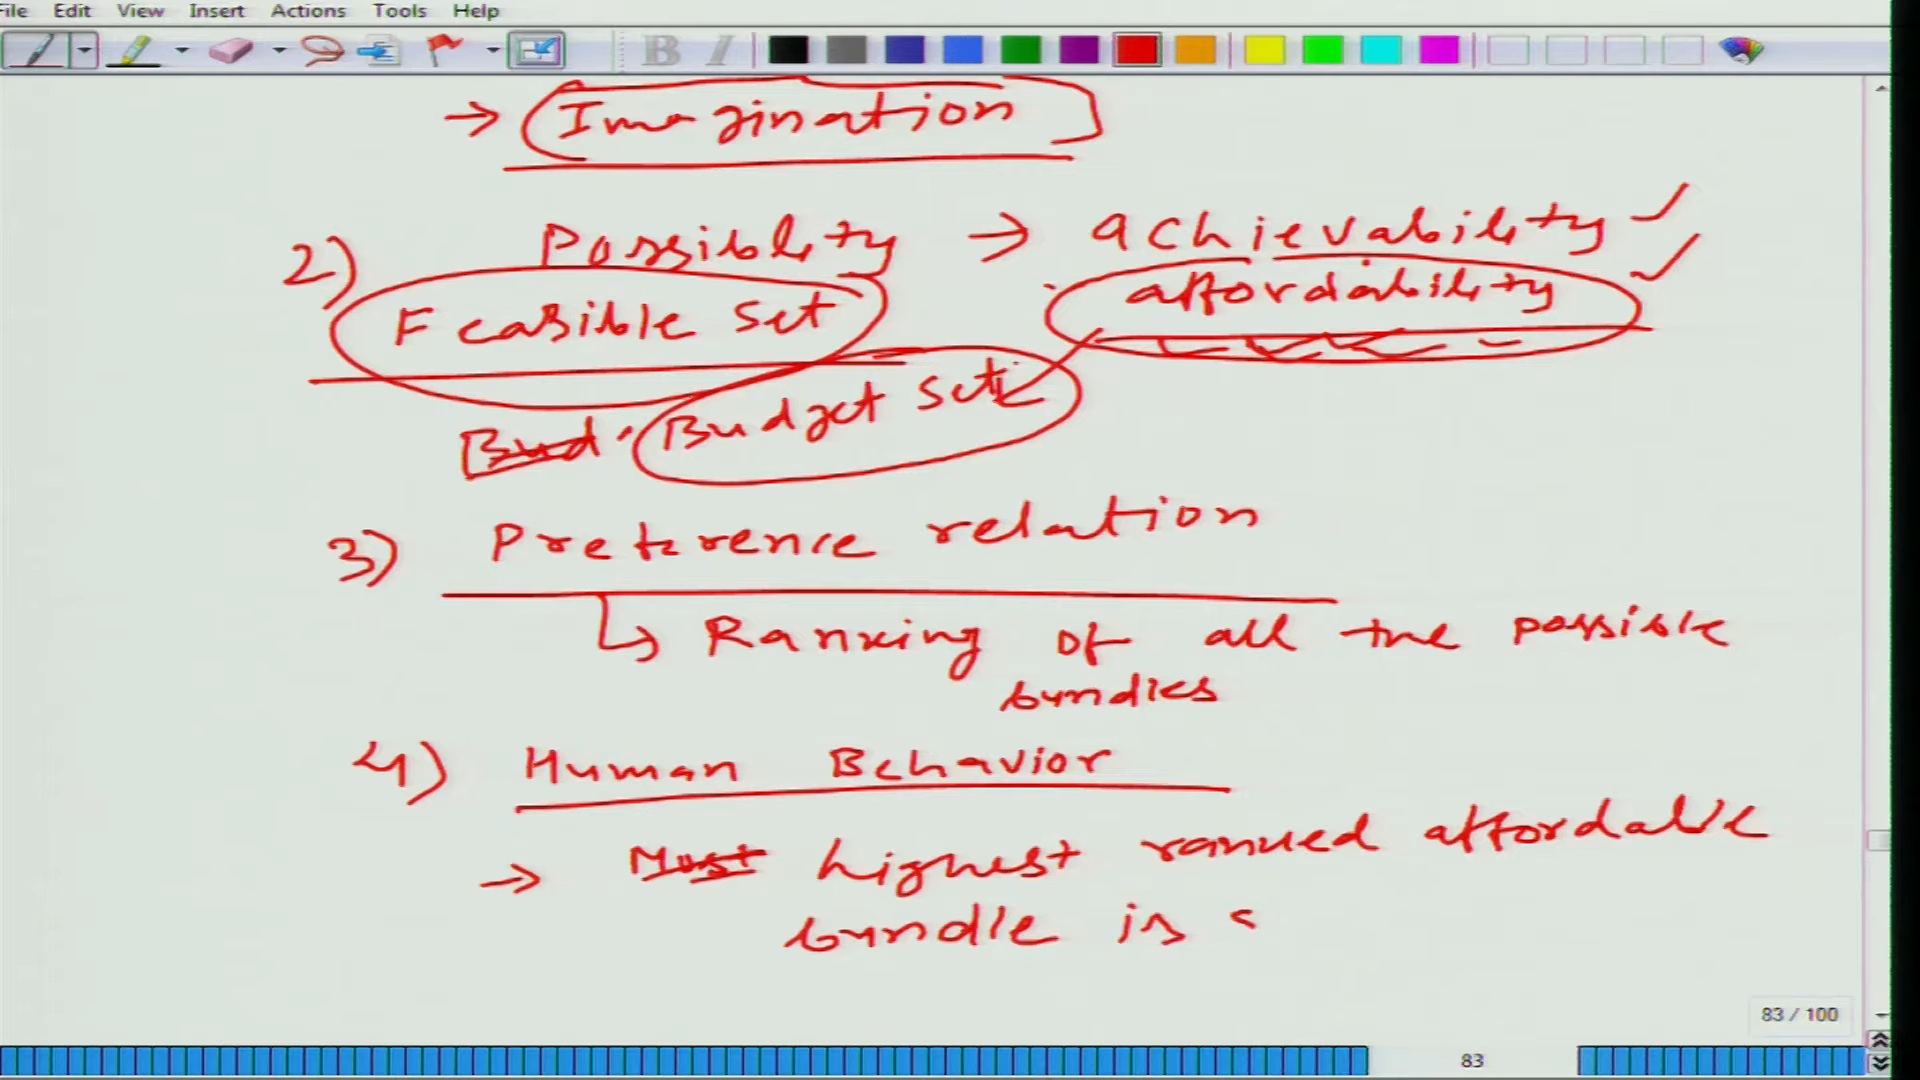 File Edit View Insert Actions Tools Help
B I
→ Imagination
2) Possibility → achievability ✓
Feasible Set affordability ✓
Bud. Budget Set
3) Preference relation
↳ Ranking of all the possible
bundles
4) Human Behavior
→ Most highest ranked affordable
bundle is
83 / 100
83